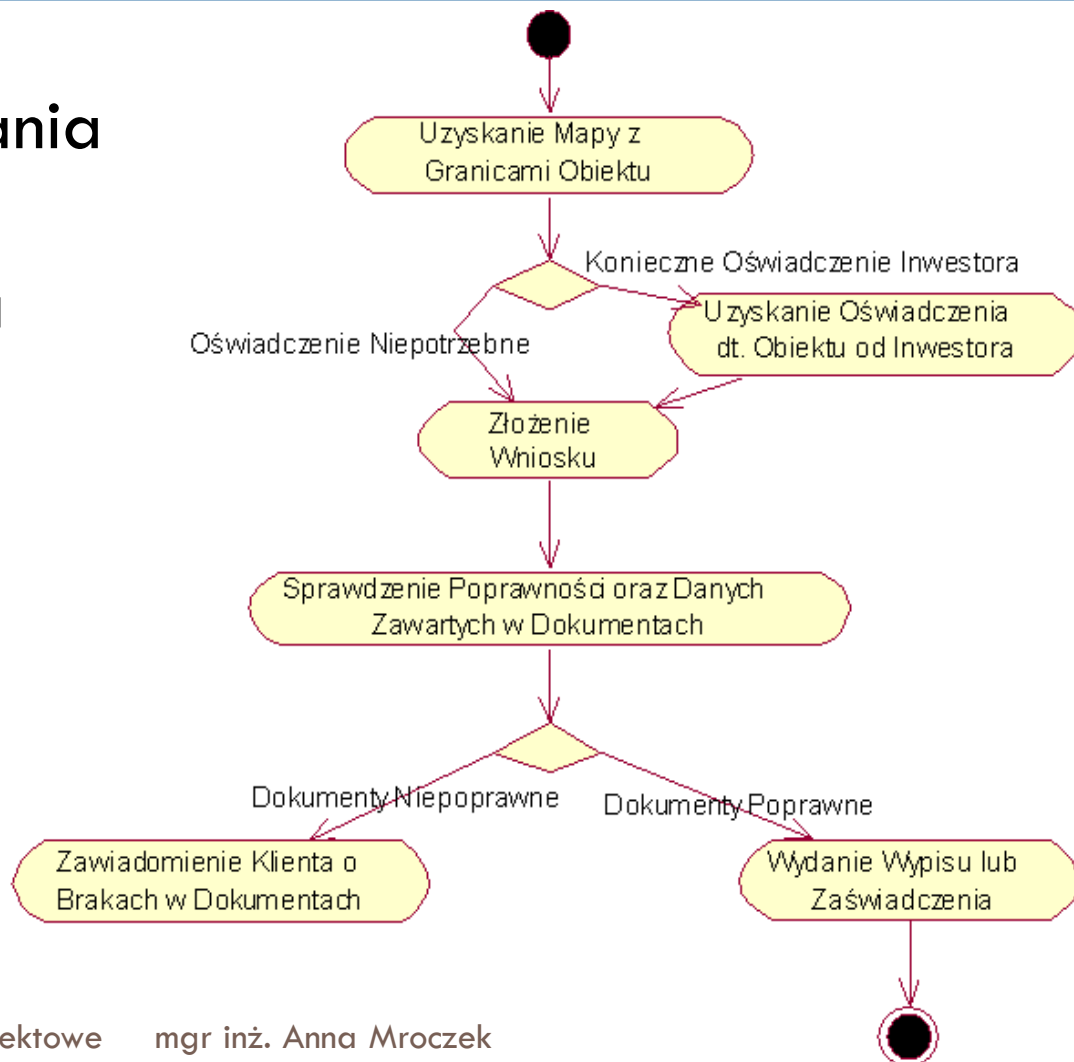 ania
Uzyskanie Mapy z
Granicami Obiektu
Konieczne Oświadczenie Inwestora
Uzyskanie Oświadczenia
dt. Obiektu od Inwestora
Oświadczenie Niepotrzebne
Złożenie
Wniosku
Sprawdzenie Poprawności oraz Danych
Zawartych w Dokumentach
Dokumenty Niepoprawne
Dokumenty Poprawne
Zawiadomienie Klienta o
Brakach w Dokumentach
Wydanie Wypisu lub
Zaświadczenia
ektowe mgr inż. Anna Mroczek